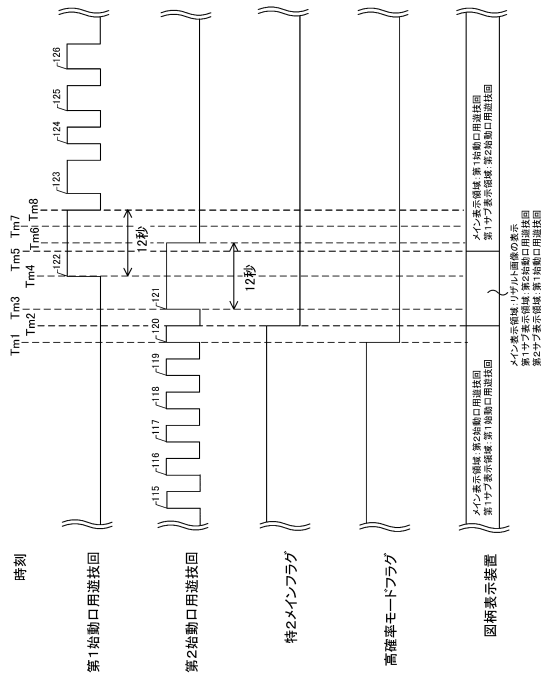 時刻
Tm1
Tm2
Tm3
Tm4
Tm5
Tm6
Tm7
Tm8
第1始動口用遊技回
122
123
124
125
126
12秒
第2始動口用遊技回
115
116
117
118
119
120
121
12秒
特2メインフラグ
高確率モードフラグ
図柄表示装置
メイン表示領域:第2始動口用遊技回
第1サブ表示領域:第1始動口用遊技回
メイン表示領域:リザルト画像の表示
第1サブ表示領域:第2始動口用遊技回
第2サブ表示領域:第1始動口用遊技回
メイン表示領域:第1始動口用遊技回
第1サブ表示領域:第2始動口用遊技回